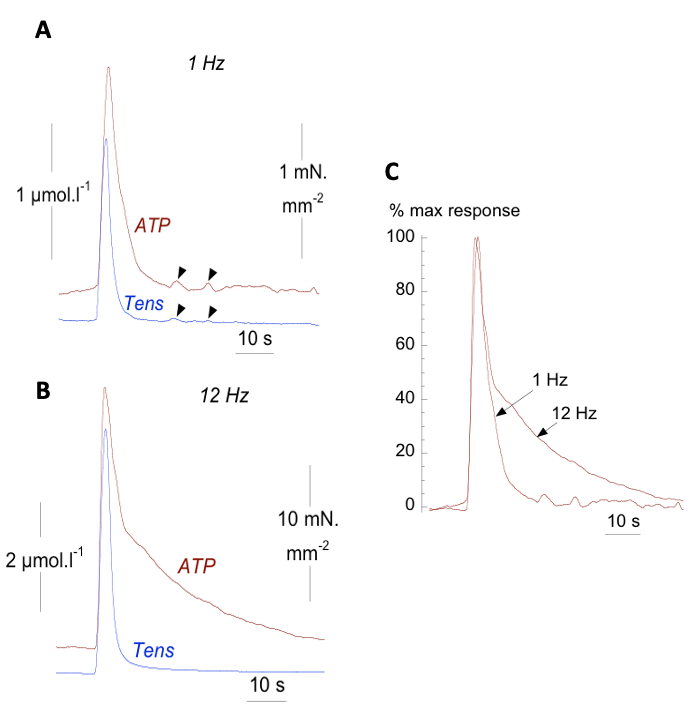 A
1 Hz
1 µmol.l⁻¹
1 mN.
mm⁻²
ATP
Tens
10 s
B
12 Hz
2 µmol.l⁻¹
10 mN.
mm⁻²
ATP
Tens
10 s
C
% max response
100
80
60
40
20
0
1 Hz
12 Hz
10 s